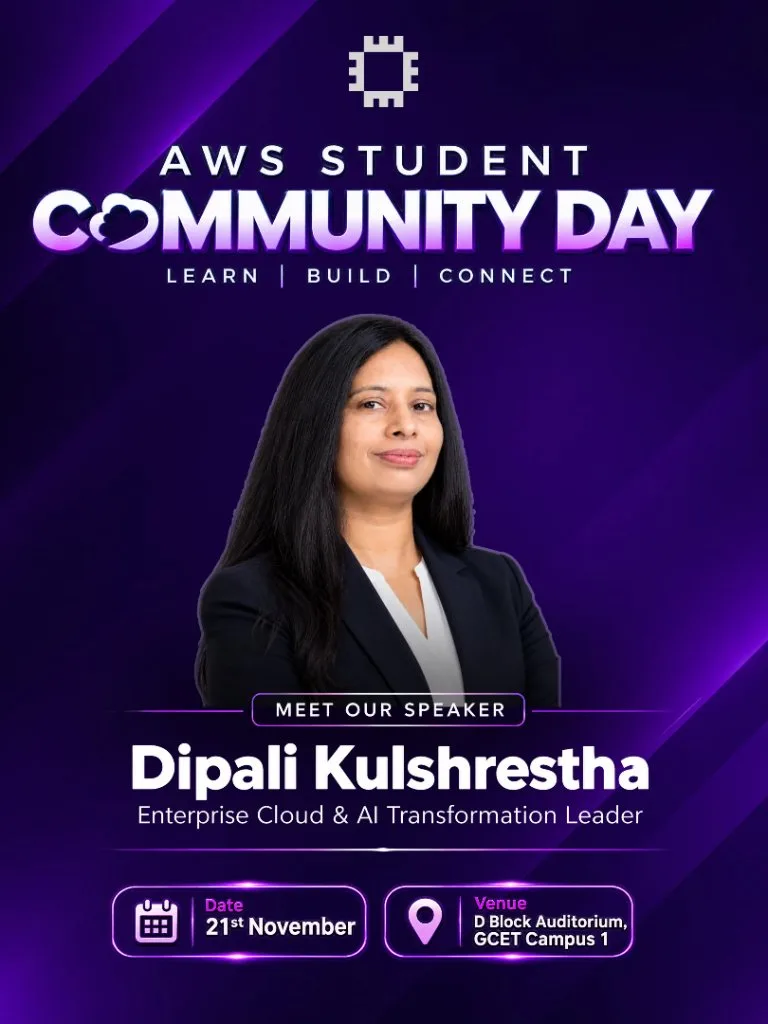 AWS STUDENT
COMMUNITY DAY
LEARN | BUILD | CONNECT
MEET OUR SPEAKER
Dipali Kulshrestha
Enterprise Cloud & AI Transformation Leader
Date
21st November
Venue
D Block Auditorium,
GCET Campus 1